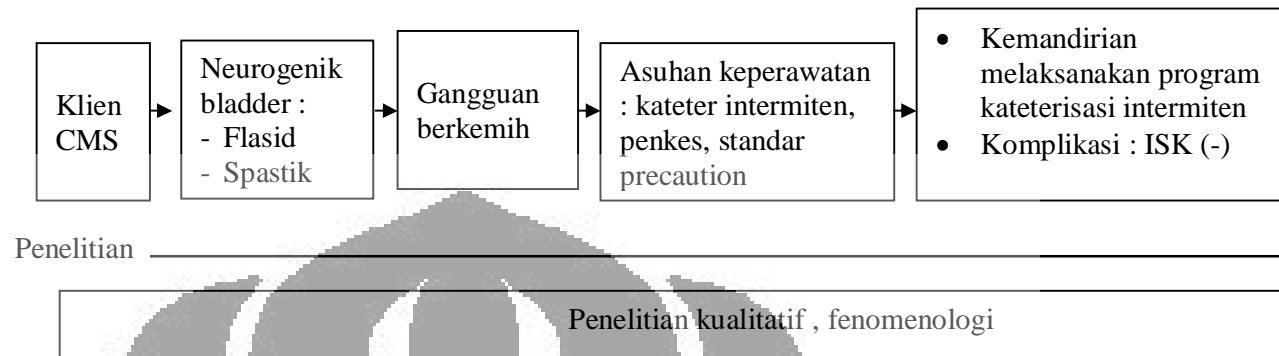 Klien
CMS
Neurogenik
bladder :
- Flasid
- Spastik
Gangguan
berkemih
Asuhan keperawatan
: kateter intermiten,
penkes, standar
precaution
• Kemandirian
melaksanakan program
kateterisasi intermiten
• Komplikasi : ISK (-)
Penelitian
Penelitian kualitatif , fenomenologi